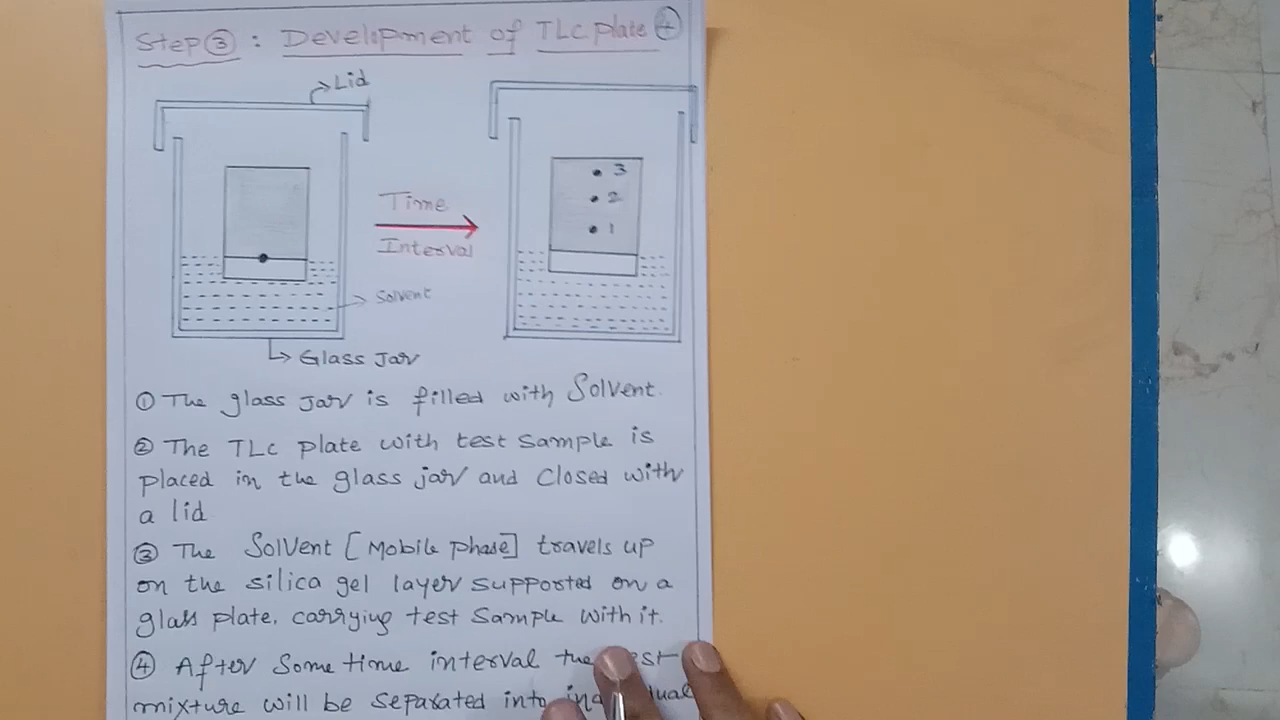 Step ③ : Development of TLC plate ④
Lid
3
2
1
Time
Interval
Solvent
Glass Jar
① The glass Jar is filled with Solvent.
② The TLC plate with test sample is
placed in the glass jar and closed with
a lid
③ The Solvent [Mobile phase] travels up
on the silica gel layer supported on a
glass plate, carrying test Sample with it.
④ After Some time interval the
mixture will be separated into